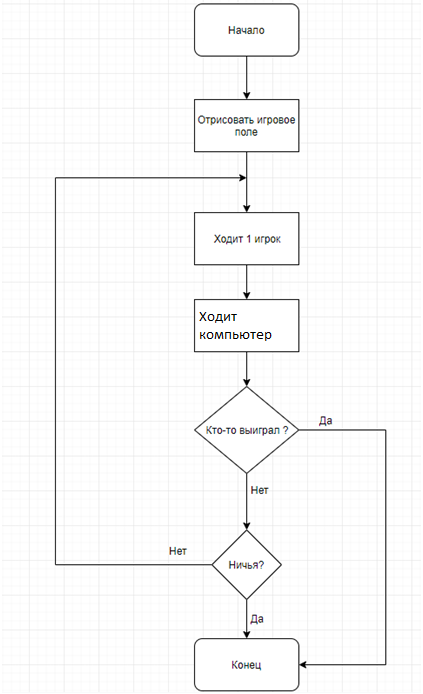 Начало
Отрисовать игровое
поле
Ходит 1 игрок
Ходит
компьютер
Кто-то выиграл ?
Да
Нет
Нет
Ничья?
Да
Конец